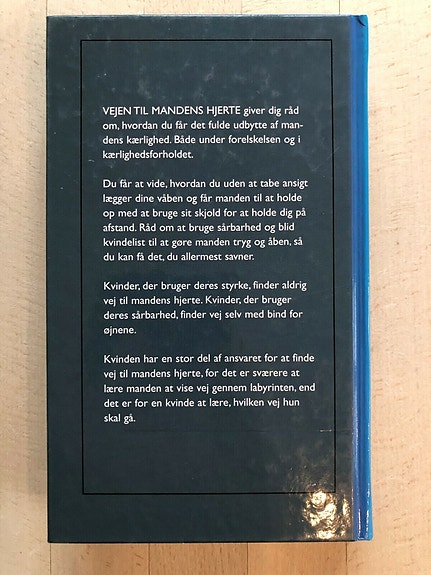 VEJEN TIL MANDENS HJERTE giver dig råd
om, hvordan du får det fulde udbytte af man-
dens kærlighed. Både under forelskelsen og i
kærlighedsforholdet.
Du får at vide, hvordan du uden at tabe ansigt
lægger dine våben og får manden til at holde
op med at bruge sit skjold for at holde dig på
afstand. Råd om at bruge sårbarhed og blid
kvindelist til at gøre manden tryg og åben, så
du kan få det, du allermest savner.
Kvinder, der bruger deres styrke, finder aldrig
vej til mandens hjerte. Kvinder, der bruger
deres sårbarhed, finder vej selv med bind for
øjnene.
Kvinden har en stor del af ansvaret for at finde
vej til mandens hjerte, for det er sværere at
lære manden at vise vej gennem labyrinten, end
det er for en kvinde at lære, hvilken vej hun
skal gå.